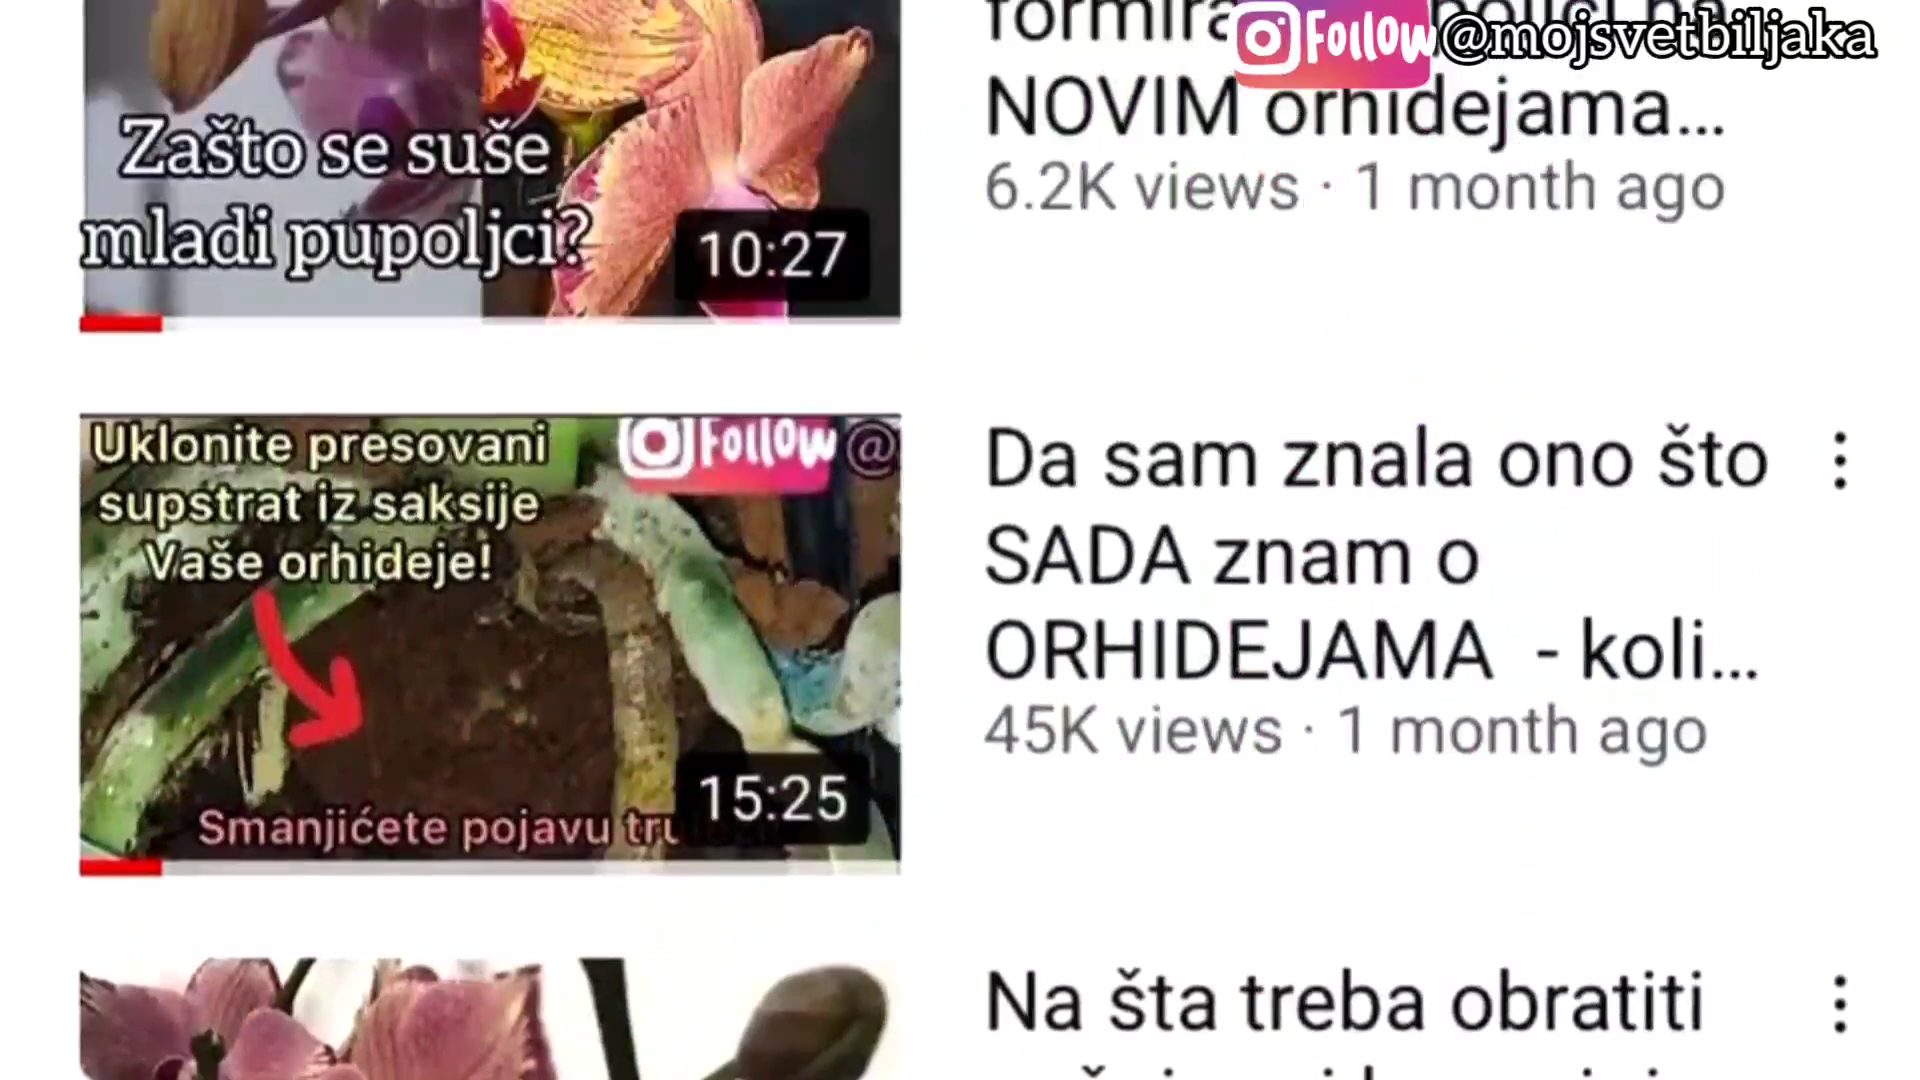 Follow @mojsvetbiljaka
Zašto se suše
mladi pupoljci?
10:27
NOVIM orhidejama...
6.2K views · 1 month ago
Uklonite presovani
supstrat iz saksije
Vaše orhideje!
Follow @
Smanjićete pojavu
15:25
Da sam znala ono što
SADA znam o
ORHIDEJAMA - koli...
45K views · 1 month ago
Na šta treba obratiti